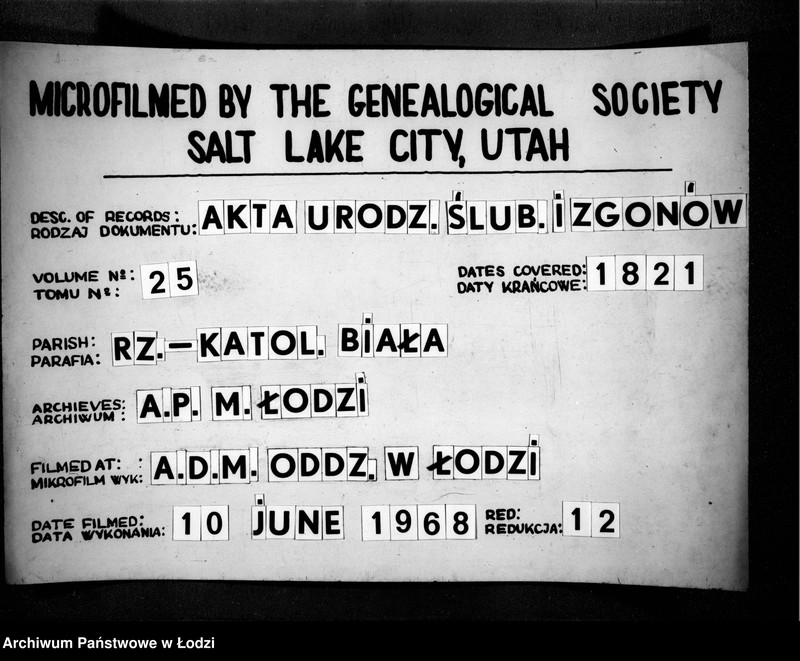 MICROFILMED BY THE GENEALOGICAL SOCIETY
SALT LAKE CITY, UTAH
DESC. OF RECORDS:
RODZAJ DOKUMENTU: AKTA URODZ. ŚLUB. i ZGONÓW
VOLUME No:
TOMU No: 25
DATES COVERED:
DATY KRAŃCOWE: 1821
PARISH:
PARAFIA: RZ.-KATOL. BiAŁA
ARCHIEVES:
ARCHIWUM: A.P. M. ŁODZi
FILMED AT:
MIKROFILM WYK: A.D.M. ODDZ. W ŁODZi
DATE FILMED:
DATA WYKONANIA: 10 JUNE 1968
RED:
REDUKCJA: 12
Archiwum Państwowe w Łodzi